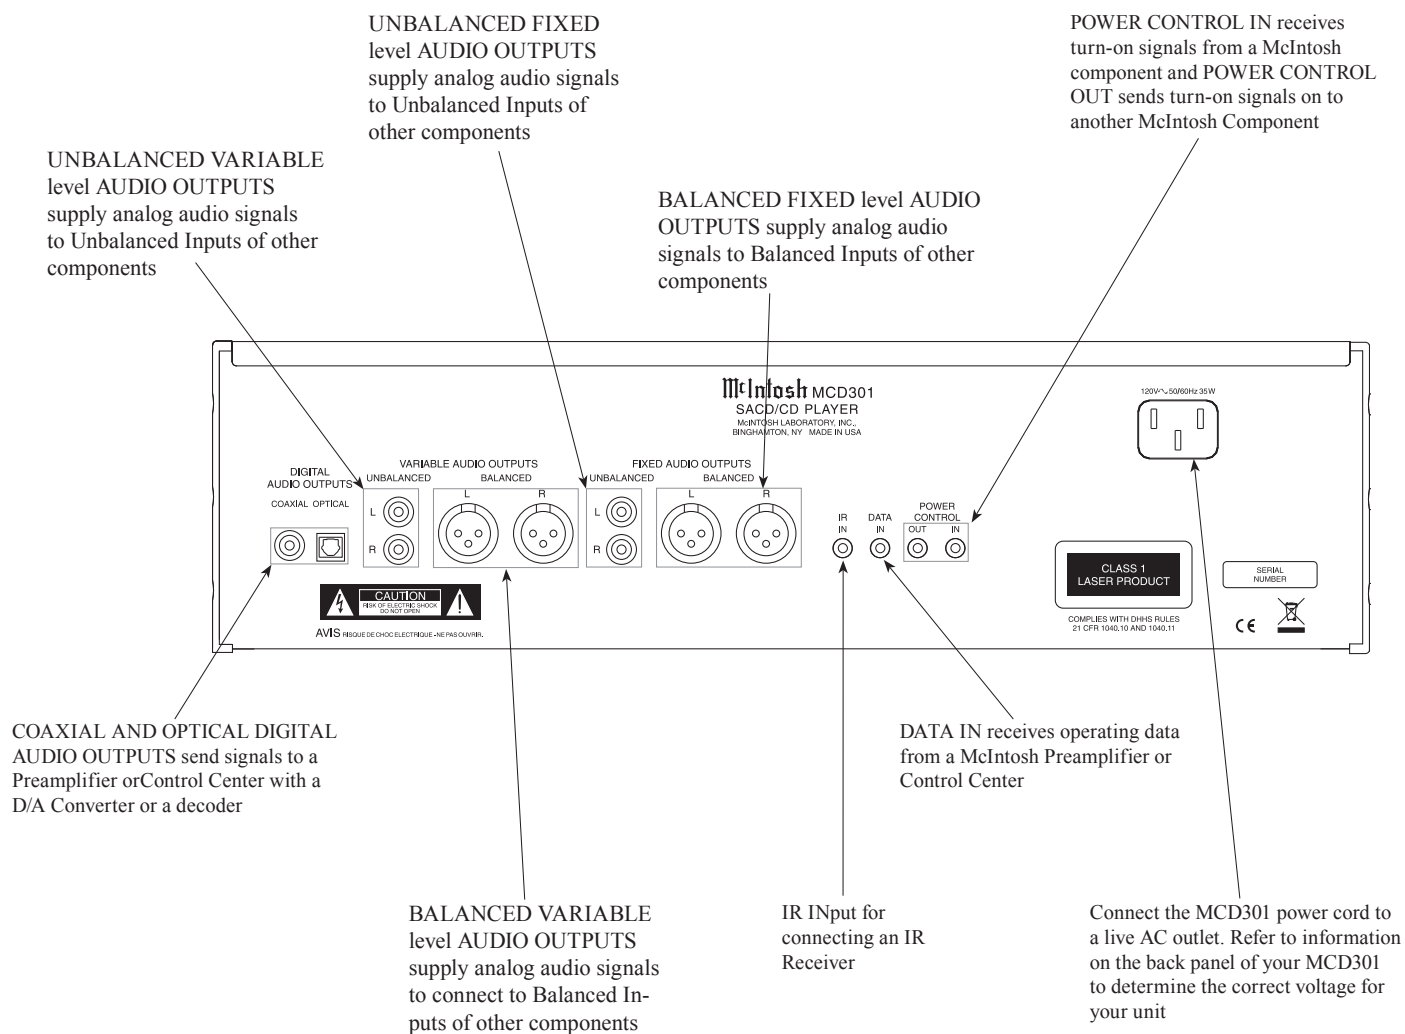 UNBALANCED FIXED
level AUDIO OUTPUTS
supply analog audio signals
to Unbalanced Inputs of
other components
POWER CONTROL IN receives
turn-on signals from a McIntosh
component and POWER CONTROL
OUT sends turn-on signals on to
another McIntosh Component
UNBALANCED VARIABLE
level AUDIO OUTPUTS
supply analog audio signals
to Unbalanced Inputs of other
components
BALANCED FIXED level AUDIO
OUTPUTS supply analog audio
signals to Balanced Inputs of other
components
McIntosh MCD301
SACD/CD PLAYER
McINTOSH LABORATORY, INC.,
BINGHAMTON, NY MADE IN USA
120V~ 50/60Hz 35W
DIGITAL
AUDIO OUTPUTS
COAXIAL OPTICAL
VARIABLE AUDIO OUTPUTS
UNBALANCED BALANCED
L R
L
R
FIXED AUDIO OUTPUTS
UNBALANCED BALANCED
L R
L
R
IR
IN
DATA
IN
POWER
CONTROL
OUT IN
CLASS 1
LASER PRODUCT
COMPLIES WITH DHHS RULES
21 CFR 1040.10 AND 1040.11
SERIAL
NUMBER
CE
CAUTION
RISK OF ELECTRIC SHOCK
DO NOT OPEN
AVIS RISQUE DE CHOC ELECTRIQUE - NE PAS OUVRIR.
COAXIAL AND OPTICAL DIGITAL
AUDIO OUTPUTS send signals to a
Preamplifier orControl Center with a
D/A Converter or a decoder
DATA IN receives operating data
from a McIntosh Preamplifier or
Control Center
BALANCED VARIABLE
level AUDIO OUTPUTS
supply analog audio signals
to connect to Balanced In-
puts of other components
IR INput for
connecting an IR
Receiver
Connect the MCD301 power cord to
a live AC outlet. Refer to information
on the back panel of your MCD301
to determine the correct voltage for
your unit